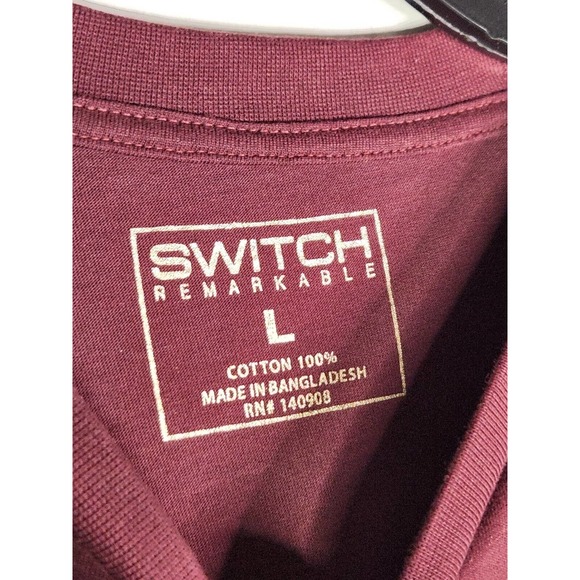 SWITCH
REMARKABLE
L
COTTON 100%
MADE IN BANGLADESH
RN# 140908